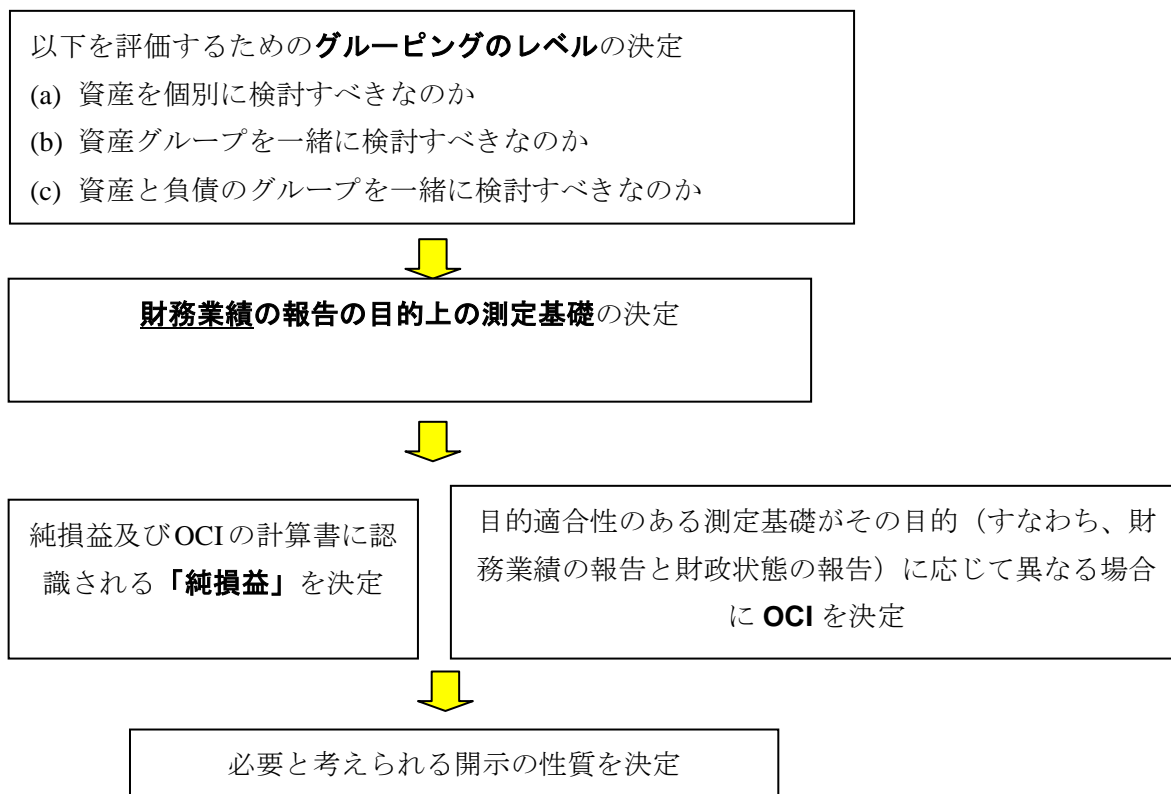 以下を評価するためのグルーピングのレベルの決定
(a) 資産を個別に検討すべきなのか
(b) 資産グループを一緒に検討すべきなのか
(c) 資産と負債のグループを一緒に検討すべきなのか
財務業績の報告の目的上の測定基礎の決定
純損益及び OCI の計算書に認
識される「純損益」を決定
目的適合性のある測定基礎がその目的（すなわち、財
務業績の報告と財政状態の報告）に応じて異なる場合
に OCI を決定
必要と考えられる開示の性質を決定